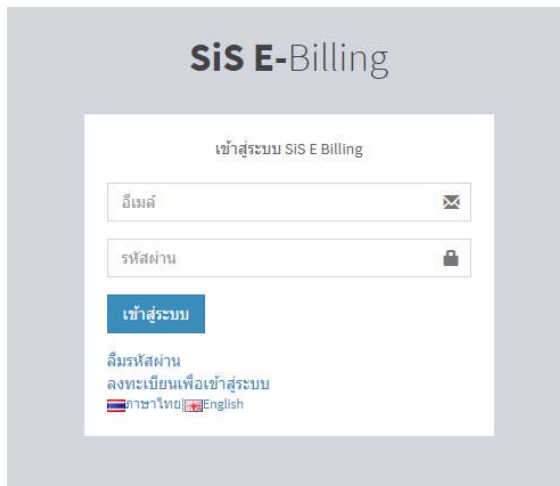 SiS E-Billing
เข้าสู่ระบบ SiS E Billing
อีเมล์
รหัสผ่าน
เข้าสู่ระบบ
ลืมรหัสผ่าน
ลงทะเบียนเพื่อเข้าสู่ระบบ
ภาษาไทย|English